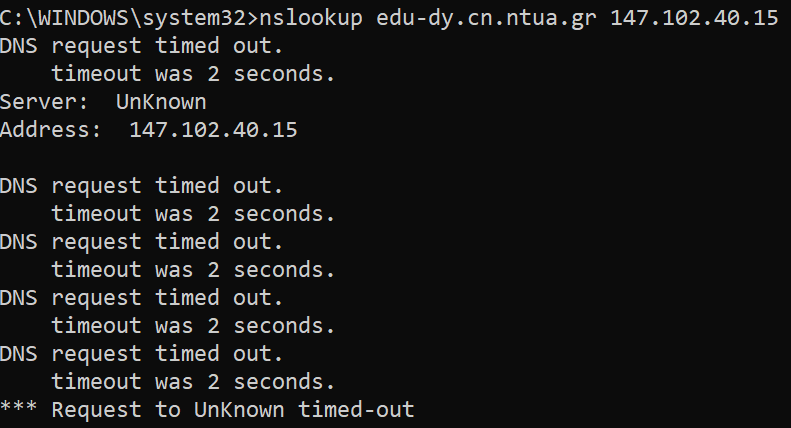 C:\WINDOWS\system32>nslookup edu-dy.cn.ntua.gr 147.102.40.15
DNS request timed out.
    timeout was 2 seconds.
Server:  UnKnown
Address:  147.102.40.15

DNS request timed out.
    timeout was 2 seconds.
DNS request timed out.
    timeout was 2 seconds.
DNS request timed out.
    timeout was 2 seconds.
DNS request timed out.
    timeout was 2 seconds.
*** Request to UnKnown timed-out